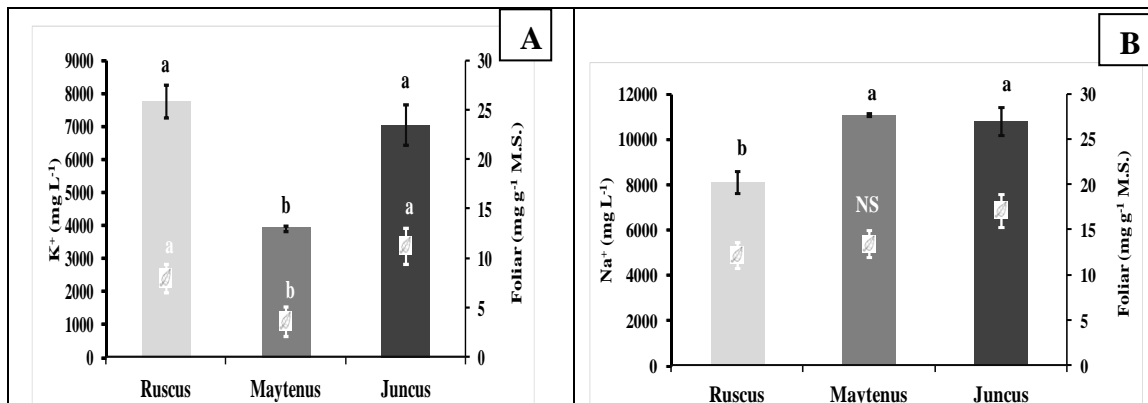 A
K⁺ (mg L⁻¹)
9000
8000
7000
6000
5000
4000
3000
2000
1000
0
a
b
a
a
b
a
30
25
20
15
10
5
0
Foliar (mg g⁻¹ M.S.)
Ruscus Maytenus Juncus
B
Na⁺ (mg L⁻¹)
12000
10000
8000
6000
4000
2000
0
b
a
a
NS
30
25
20
15
10
5
0
Foliar (mg g⁻¹ M.S.)
Ruscus Maytenus Juncus